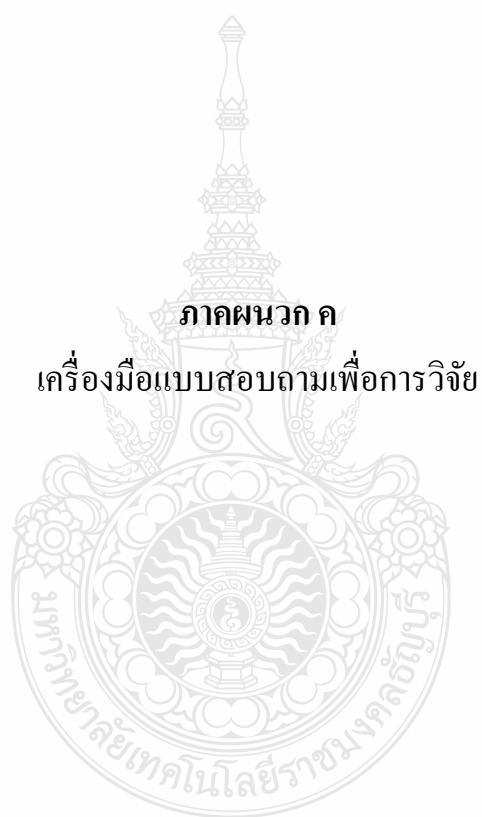 ภาคผนวก ค
เครื่องมือแบบสอบถามเพื่อการวิจัย
มหาวิทยาลัยเทคโนโลยีราชมงคลธัญบุรี